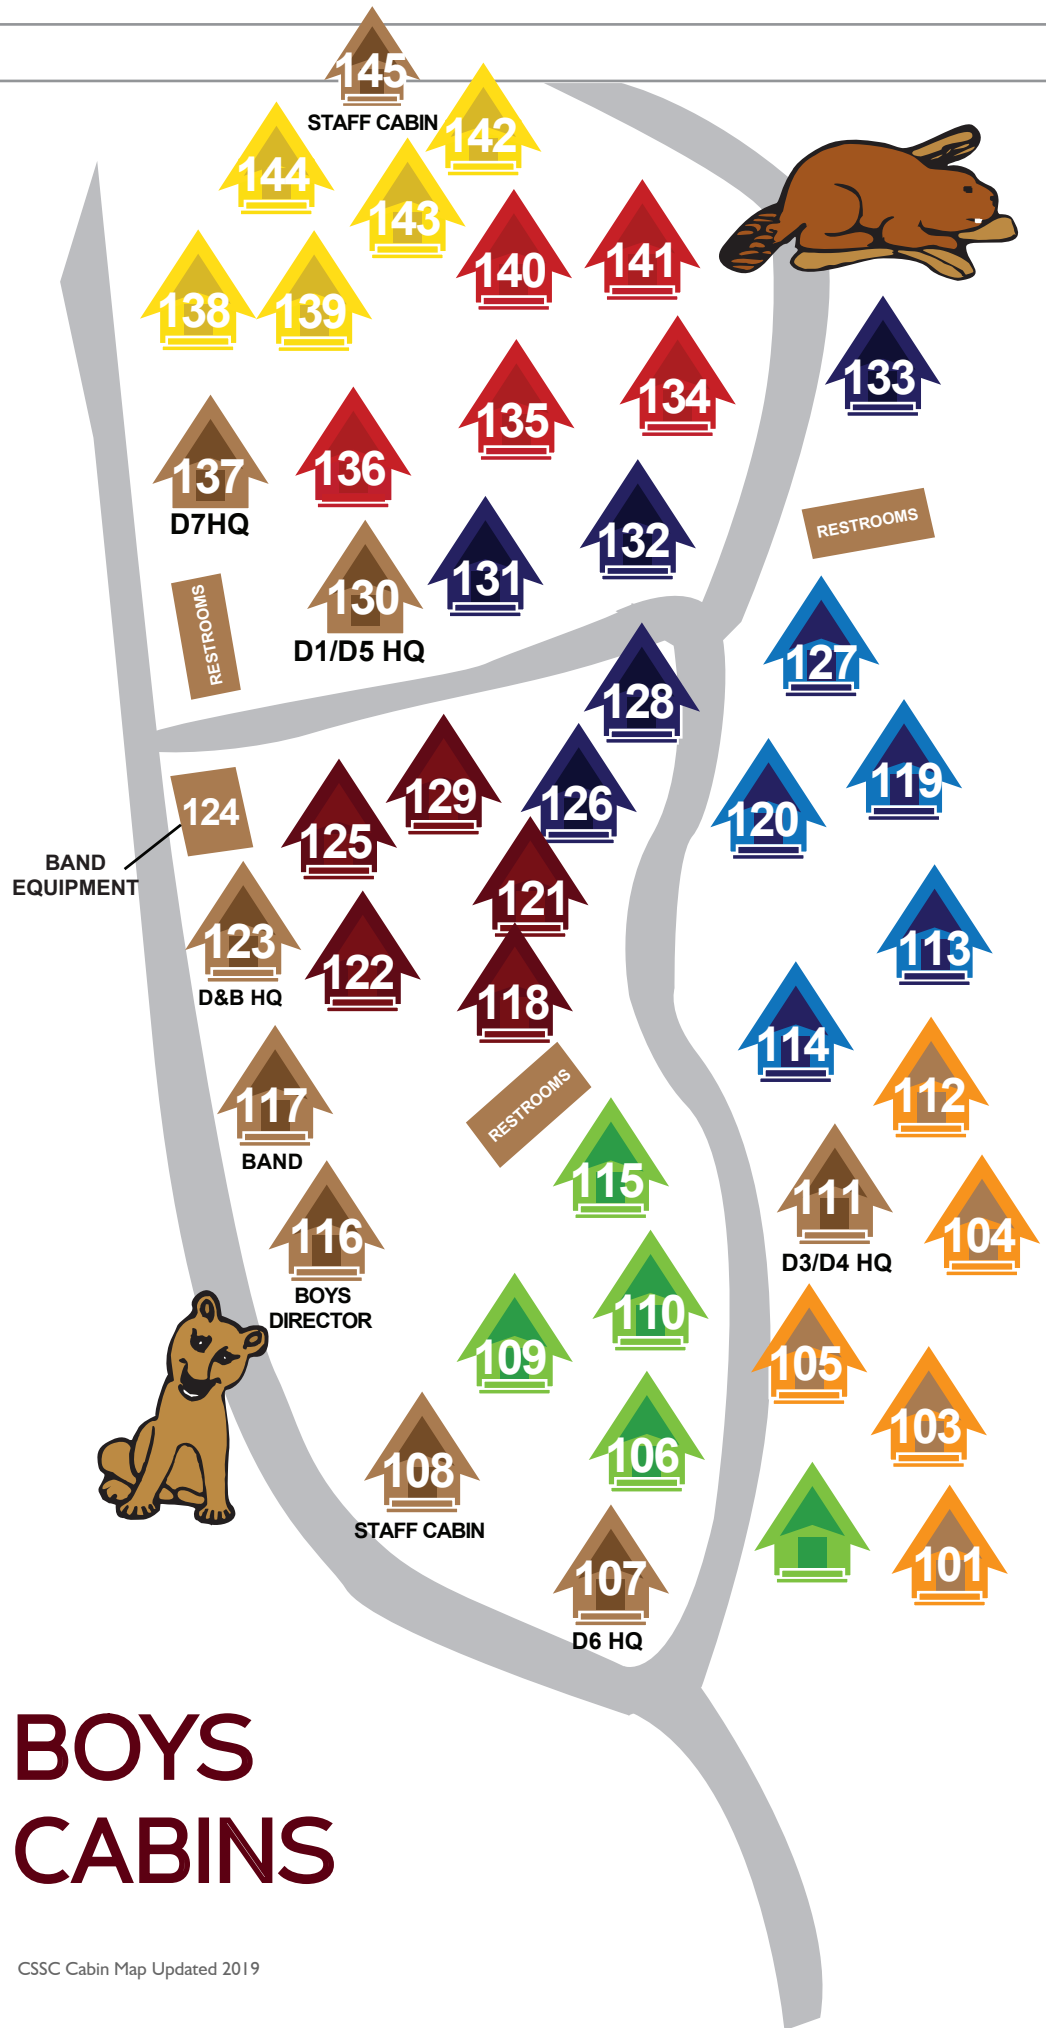 145
STAFF CABIN
142
144
143
140
141
138
139
133
135
134
136
137
D7HQ
132
131
130
D1/D5 HQ
RESTROOMS
RESTROOMS
127
128
129
126
119
120
124
125
BAND
EQUIPMENT
121
123
D&B HQ
122
118
113
114
117
BAND
RESTROOMS
112
115
111
D3/D4 HQ
104
116
BOYS
DIRECTOR
110
109
105
103
106
108
STAFF CABIN
101
107
D6 HQ
BOYS
CABINS
CSSC Cabin Map Updated 2019